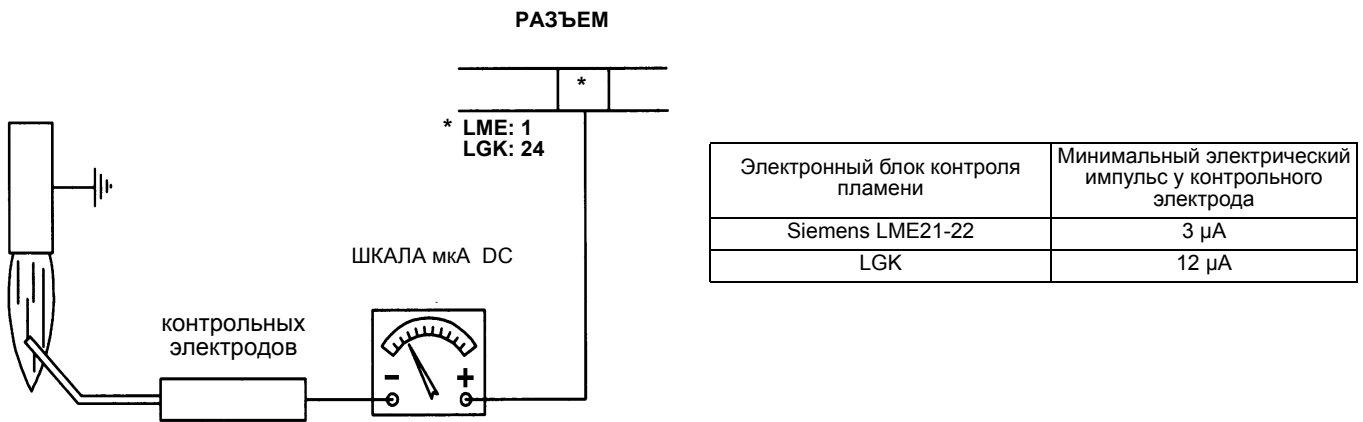 РАЗЪЕМ
*
* LME: 1
LGK: 24
ШКАЛА мкА DC
контрольных
электродов
− +
Электронный блок контроля
пламени
Минимальный электрический
импульс у контрольного
электрода
Siemens LME21-22
3 µA
LGK
12 µA